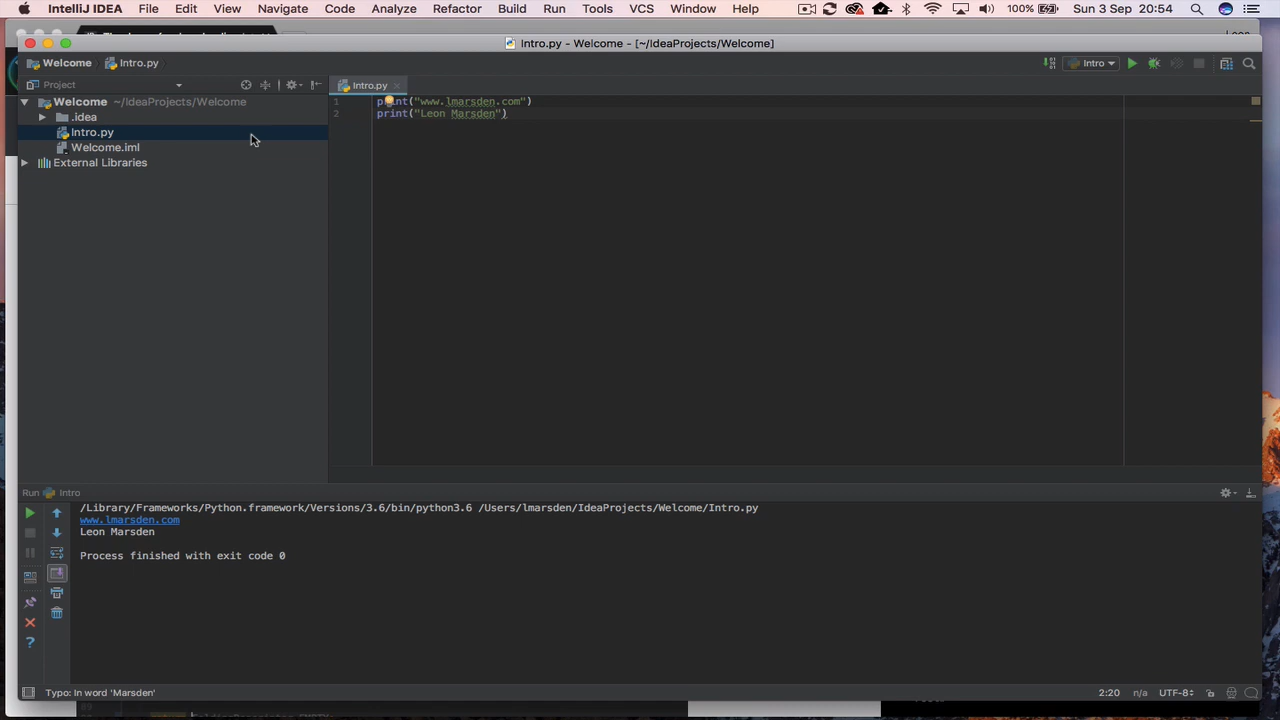 IntelliJ IDEA File Edit View Navigate Code Analyze Refactor Build Run Tools VCS Window Help 100% Sun 3 Sep 20:54
Intro.py - Welcome - [~/IdeaProjects/Welcome]
Welcome Intro.py Intro
Project Intro.py
Welcome ~/IdeaProjects/Welcome
.idea
Intro.py
Welcome.iml
External Libraries
1 print("www.lmarsden.com")
2 print("Leon Marsden")
Run Intro
/Library/Frameworks/Python.framework/Versions/3.6/bin/python3.6 /Users/lmarsden/IdeaProjects/Welcome/Intro.py
www.lmarsden.com
Leon Marsden
Process finished with exit code 0
Typo: In word 'Marsden' 2:20 n/a UTF-8